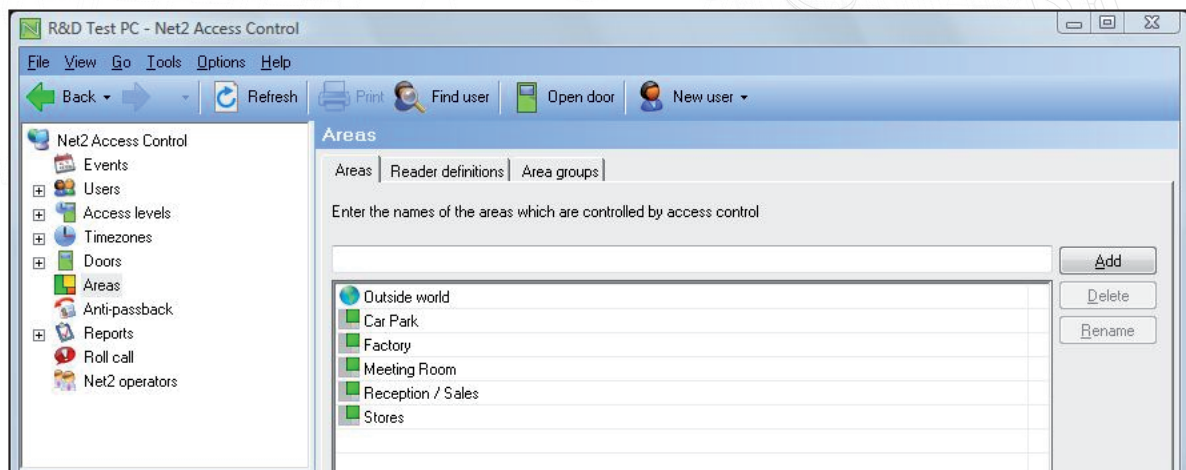 R&D Test PC - Net2 Access Control
File View Go Tools Options Help
Back Refresh Print Find user Open door New user
Net2 Access Control
Events
Users
Access levels
Timezones
Doors
Areas
Anti-passback
Reports
Roll call
Net2 operators
Areas
Areas Reader definitions Area groups
Enter the names of the areas which are controlled by access control
Add
Outside world
Delete
Car Park
Rename
Factory
Meeting Room
Reception / Sales
Stores